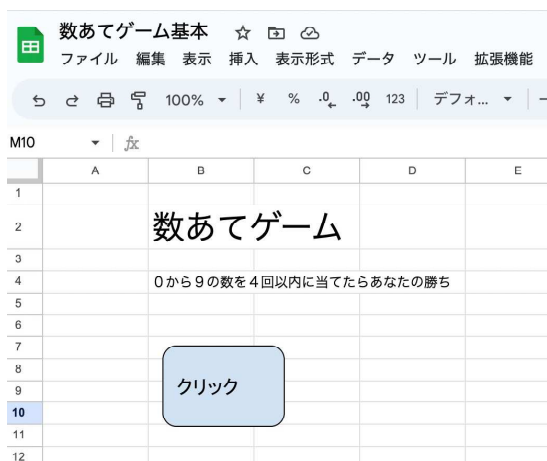 数あてゲーム基本
ファイル 編集 表示 挿入 表示形式 データ ツール 拡張機能
100% ¥ % .0 .00 123 デフォ...
M10 fx
A B C D E
1
2 数あてゲーム
3
4 0から9の数を4回以内に当てたらあなたの勝ち
5
6
7
8
9 クリック
10
11
12